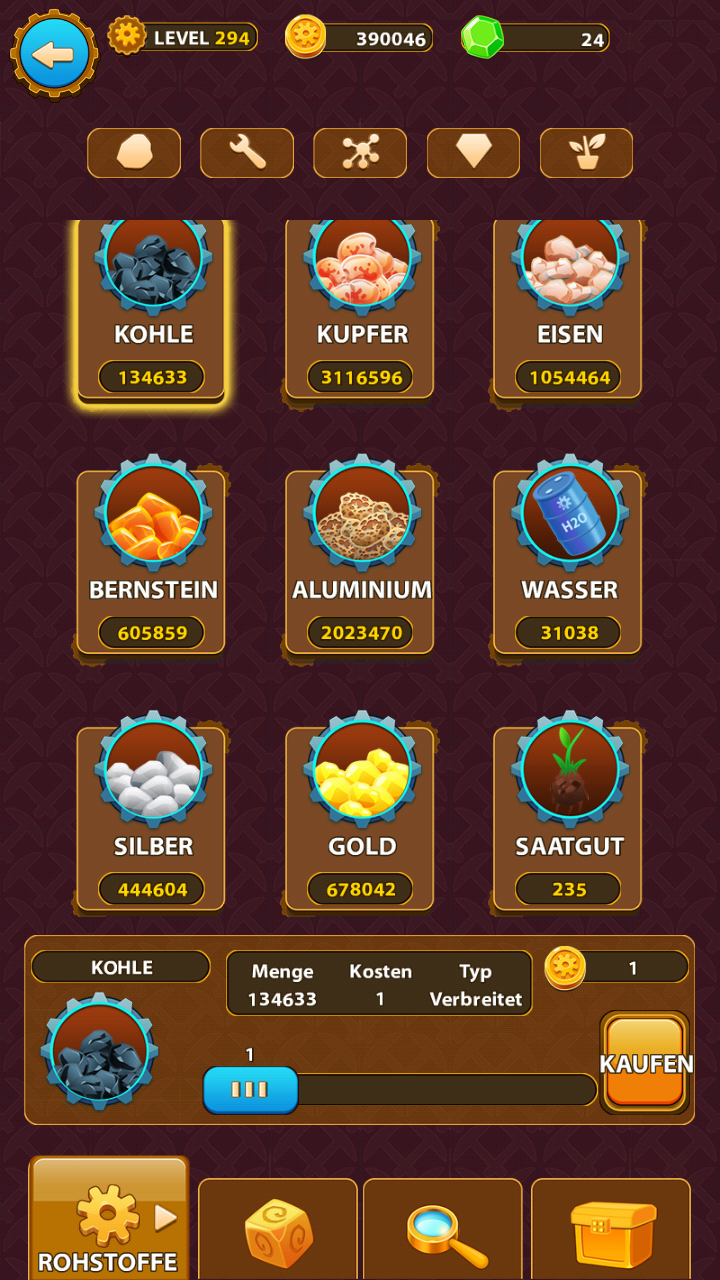 LEVEL 294
390046
24
KOHLE
KUPFER
EISEN
134633
3116596
1054464
BERNSTEIN
ALUMINIUM
H2O
WASSER
605859
2023470
31038
SILBER
GOLD
SAATGUT
444604
678042
235
KOHLE
Menge Kosten Typ
134633 1 Verbreitet
1
1
KAUFEN
ROHSTOFFE